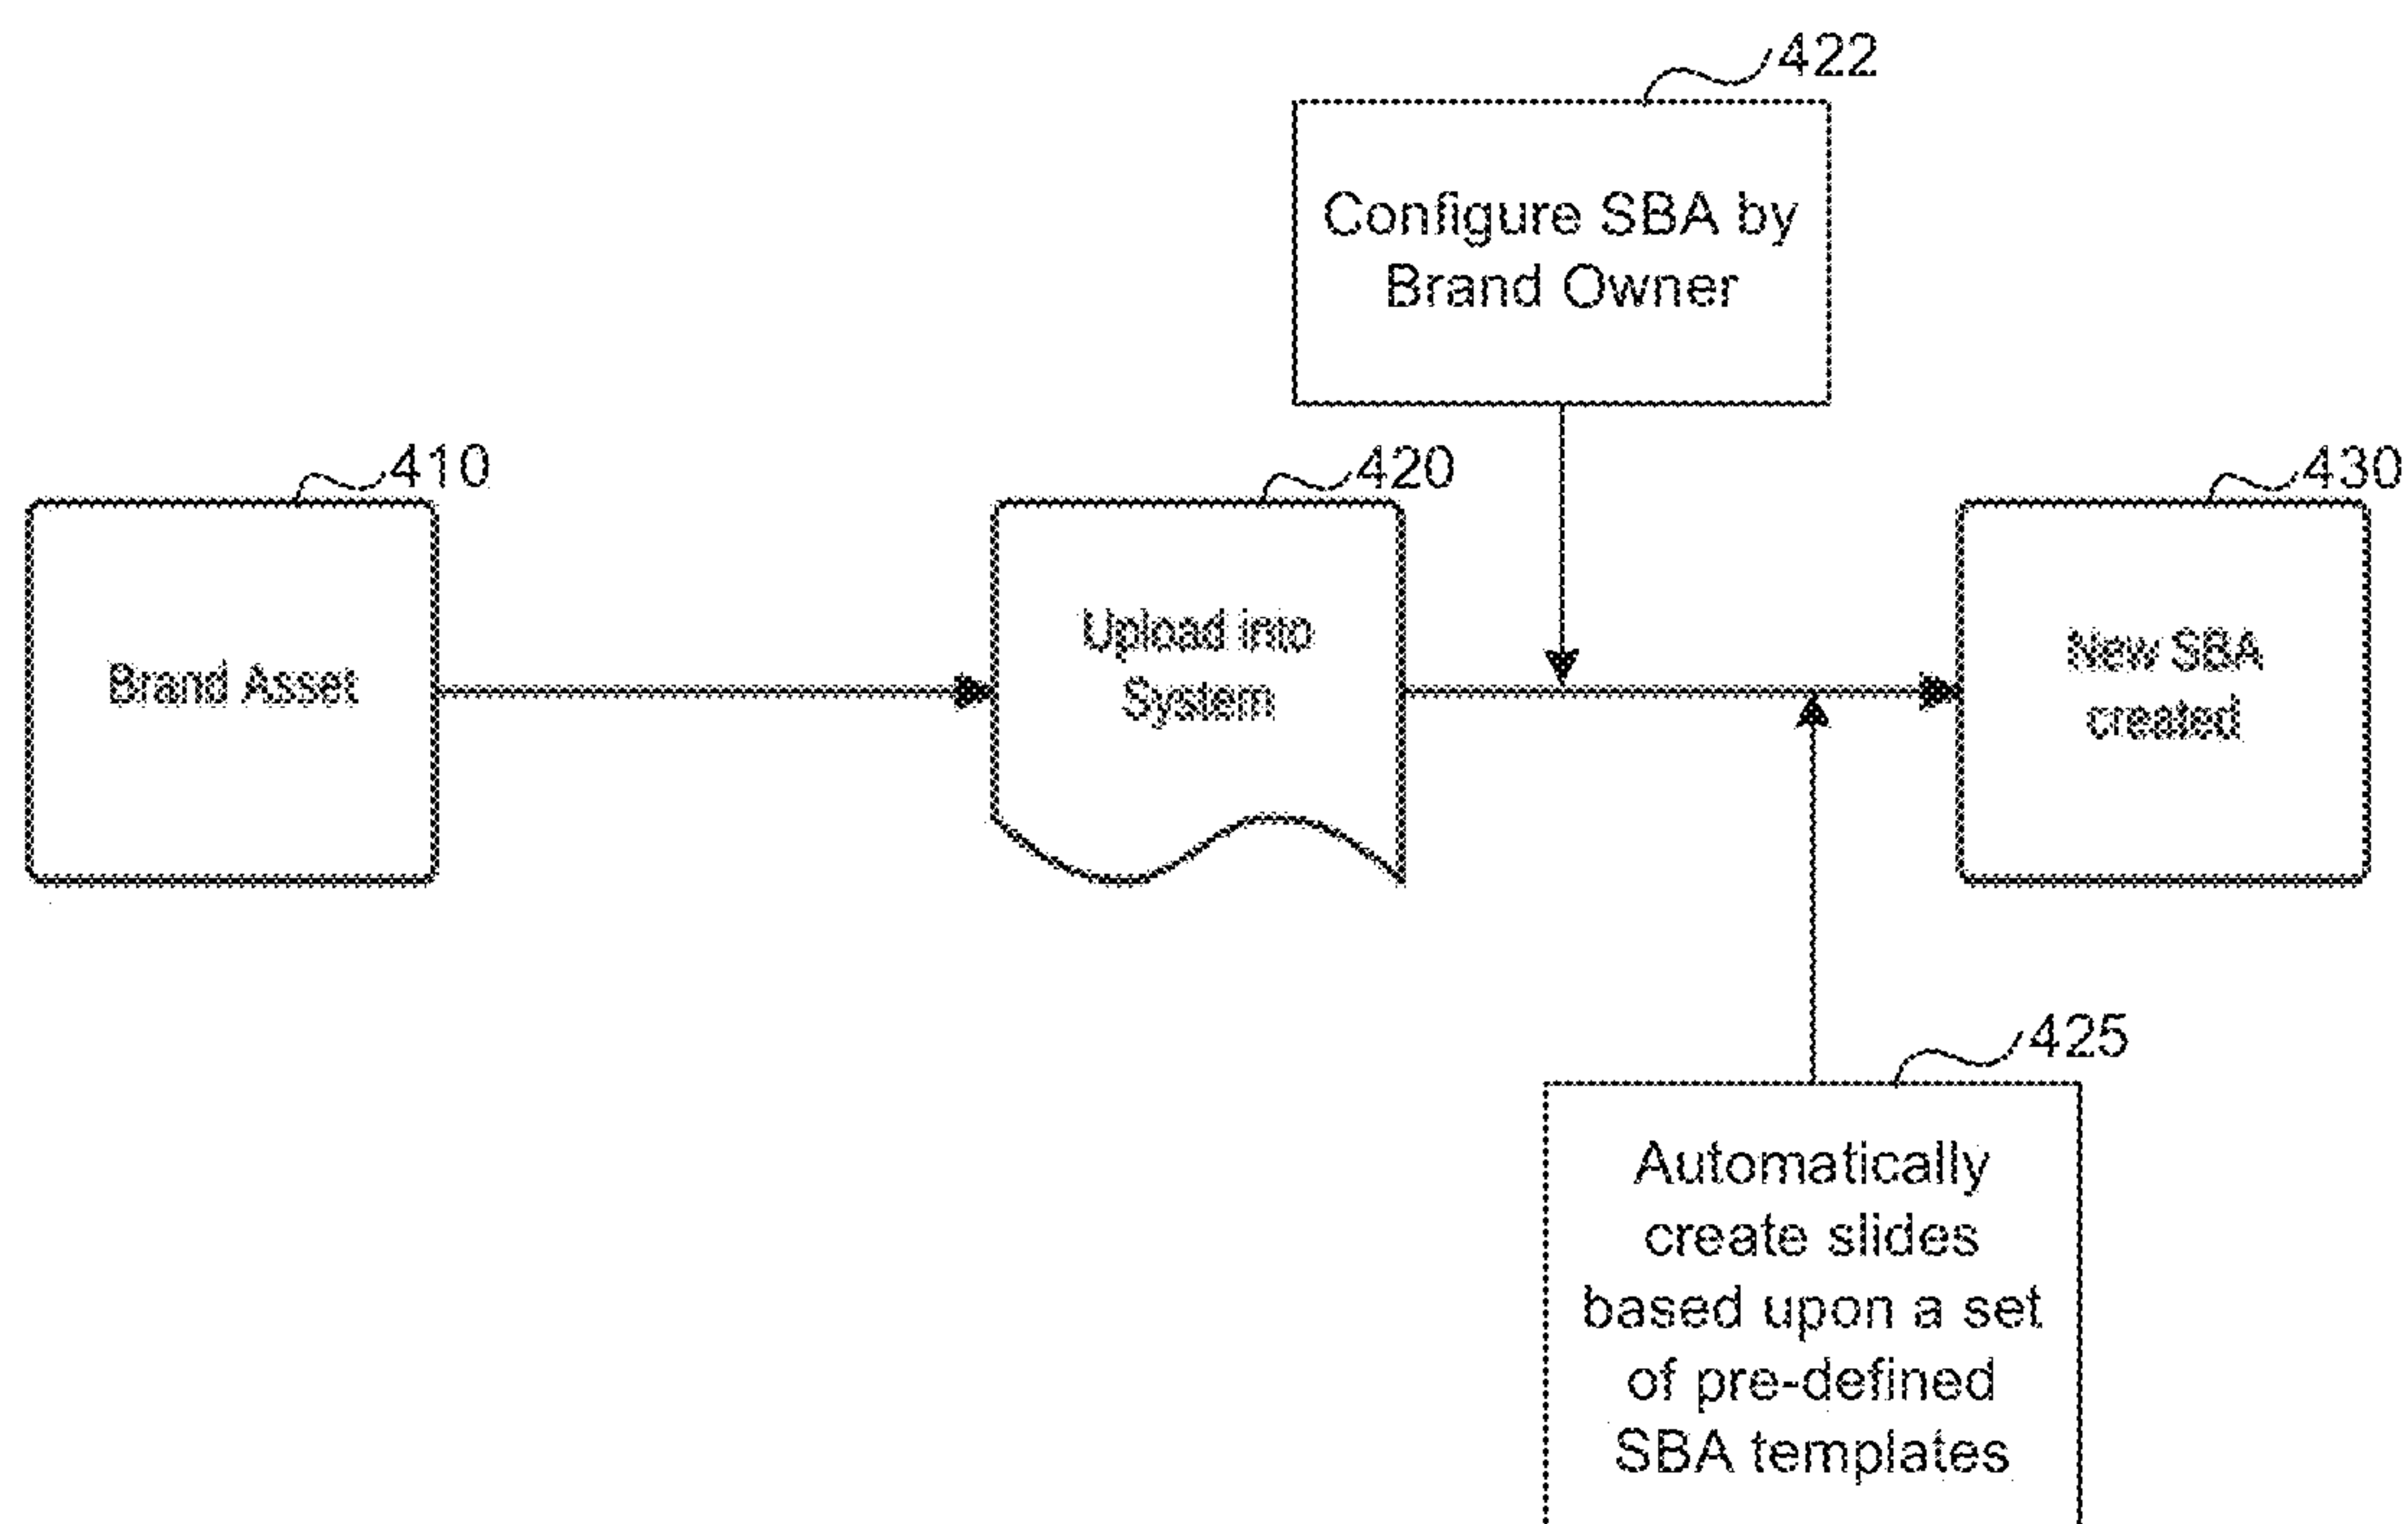 422
Configure SBA by
Brand Owner
410
420
430
Brand Asset
Upload into
System
New SBA
created
425
Automatically
create slides
based upon a set
of pre-defined
SBA templates